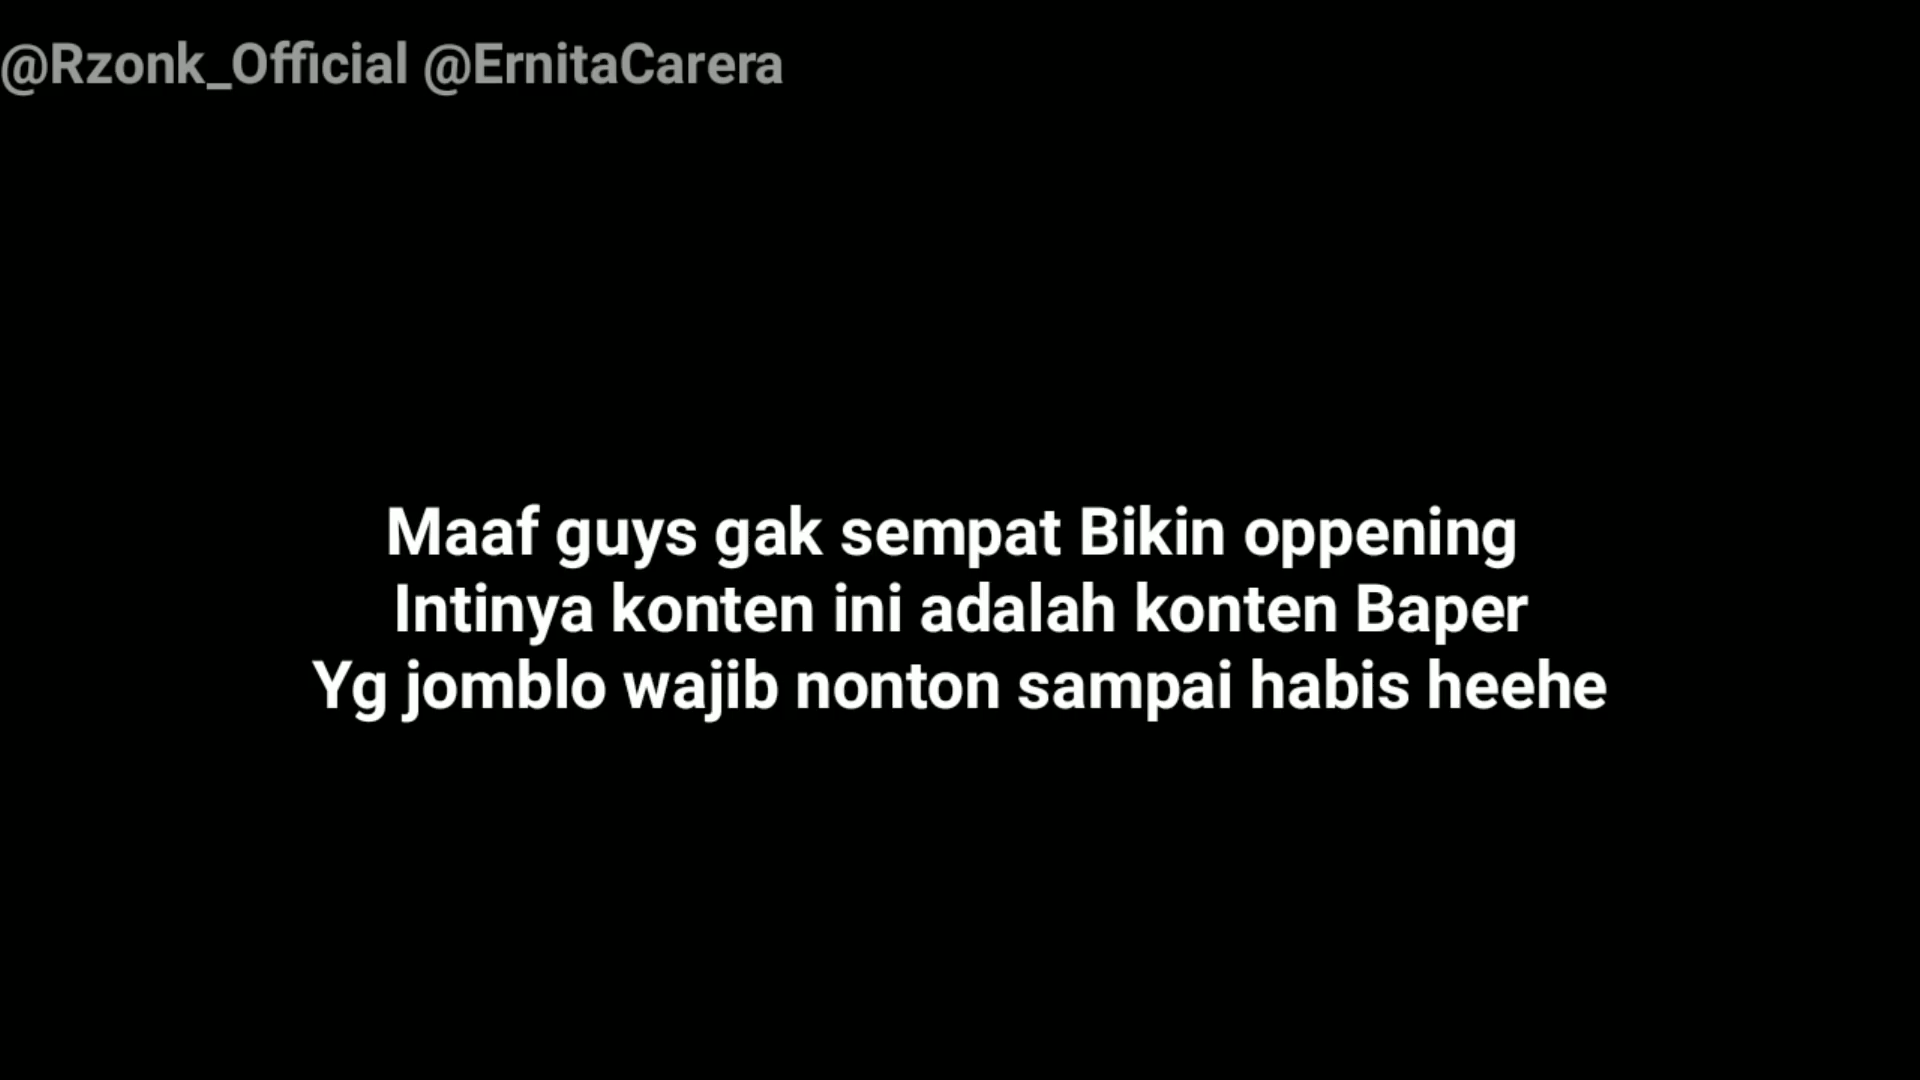 @Rzonk_Official @ErnitaCarera
Maaf guys gak sempat Bikin oppening
Intinya konten ini adalah konten Baper
Yg jomblo wajib nonton sampai habis heehe